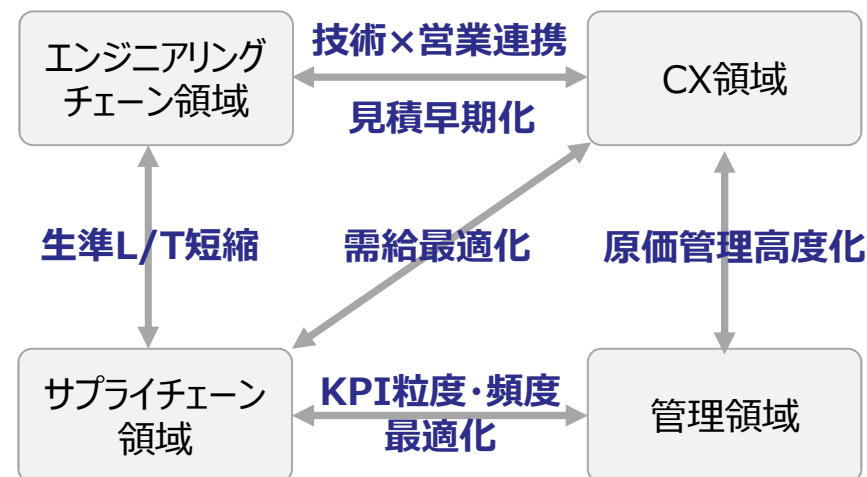 エンジニアリング
チェーン領域
技術×営業連携
見積早期化
CX領域
生準L/T短縮
需給最適化
原価管理高度化
サプライチェーン
領域
KPI粒度・頻度
最適化
管理領域